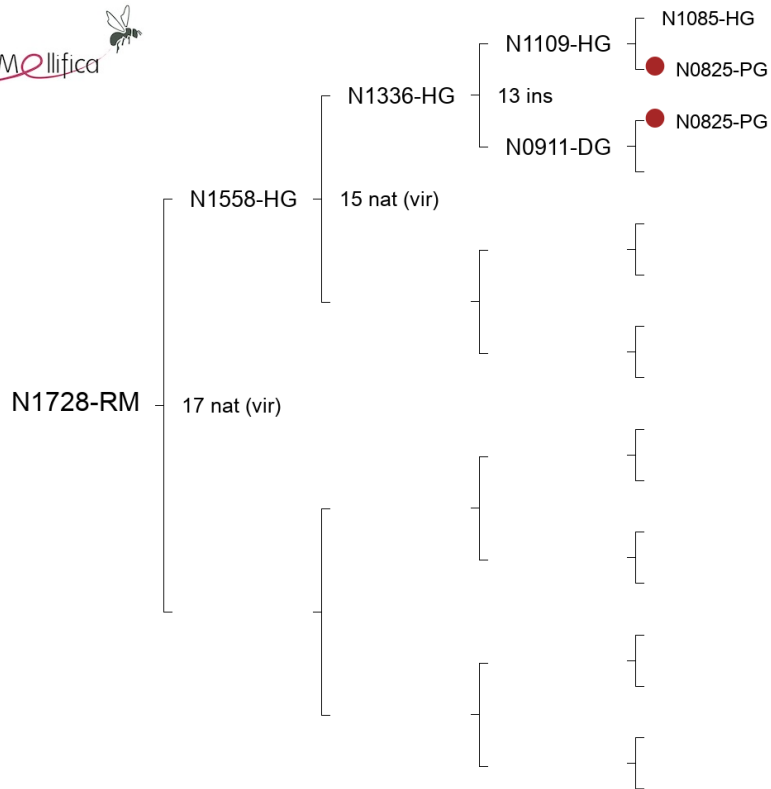 Mellifica
N1085-HG
N1109-HG
N0825-PG
N1336-HG
13 ins
N0825-PG
N0911-DG
N1558-HG
15 nat (vir)
N1728-RM
17 nat (vir)